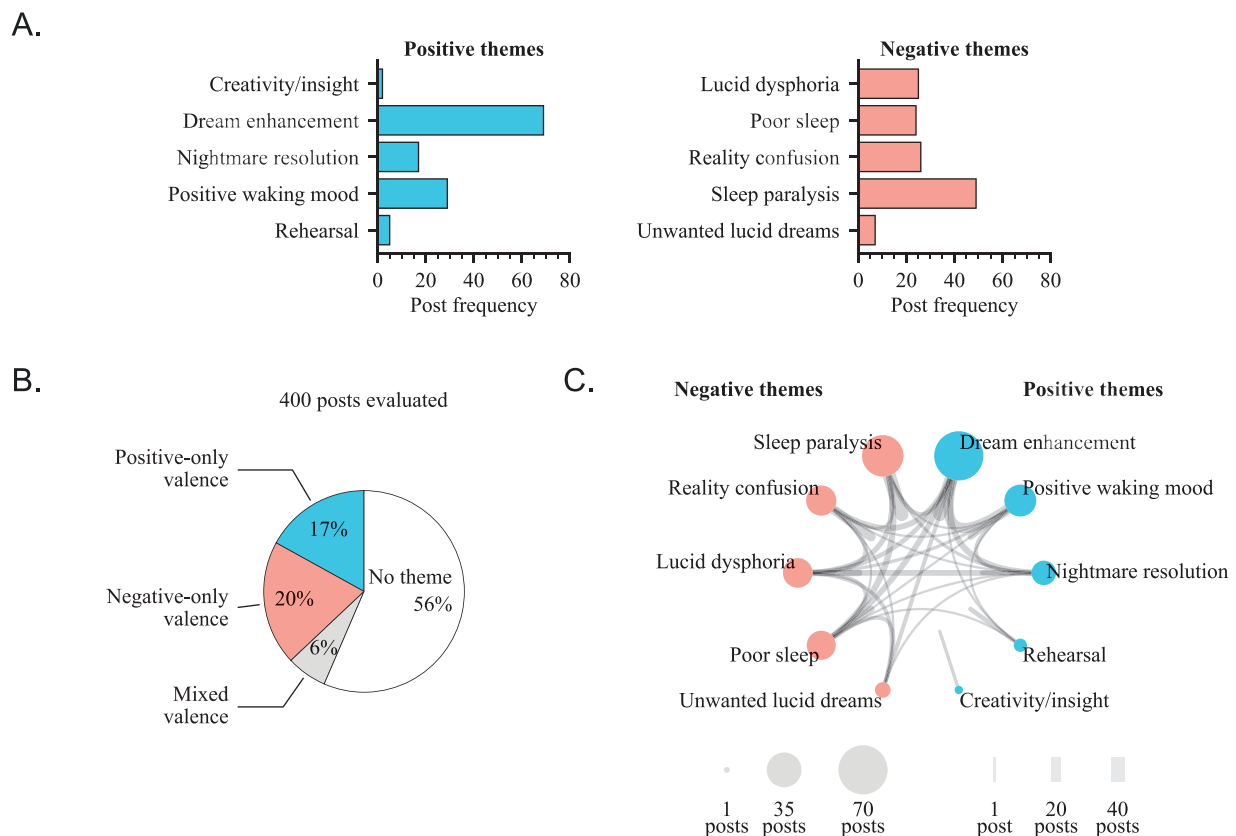 A.
Positive themes
Creativity/insight
Dream enhancement
Nightmare resolution
Positive waking mood
Rehearsal
0 20 40 60 80
Post frequency
Negative themes
Lucid dysphoria
Poor sleep
Reality confusion
Sleep paralysis
Unwanted lucid dreams
0 20 40 60 80
Post frequency
B.
400 posts evaluated
Positive-only
valence
17%
No theme
56%
Negative-only
valence
20%
6%
Mixed
valence
C.
Negative themes
Positive themes
Sleep paralysis
Dream enhancement
Reality confusion
Positive waking mood
Lucid dysphoria
Nightmare resolution
Poor sleep
Rehearsal
Unwanted lucid dreams
Creativity/insight
1
posts
35
posts
70
posts
1
post
20
posts
40
posts